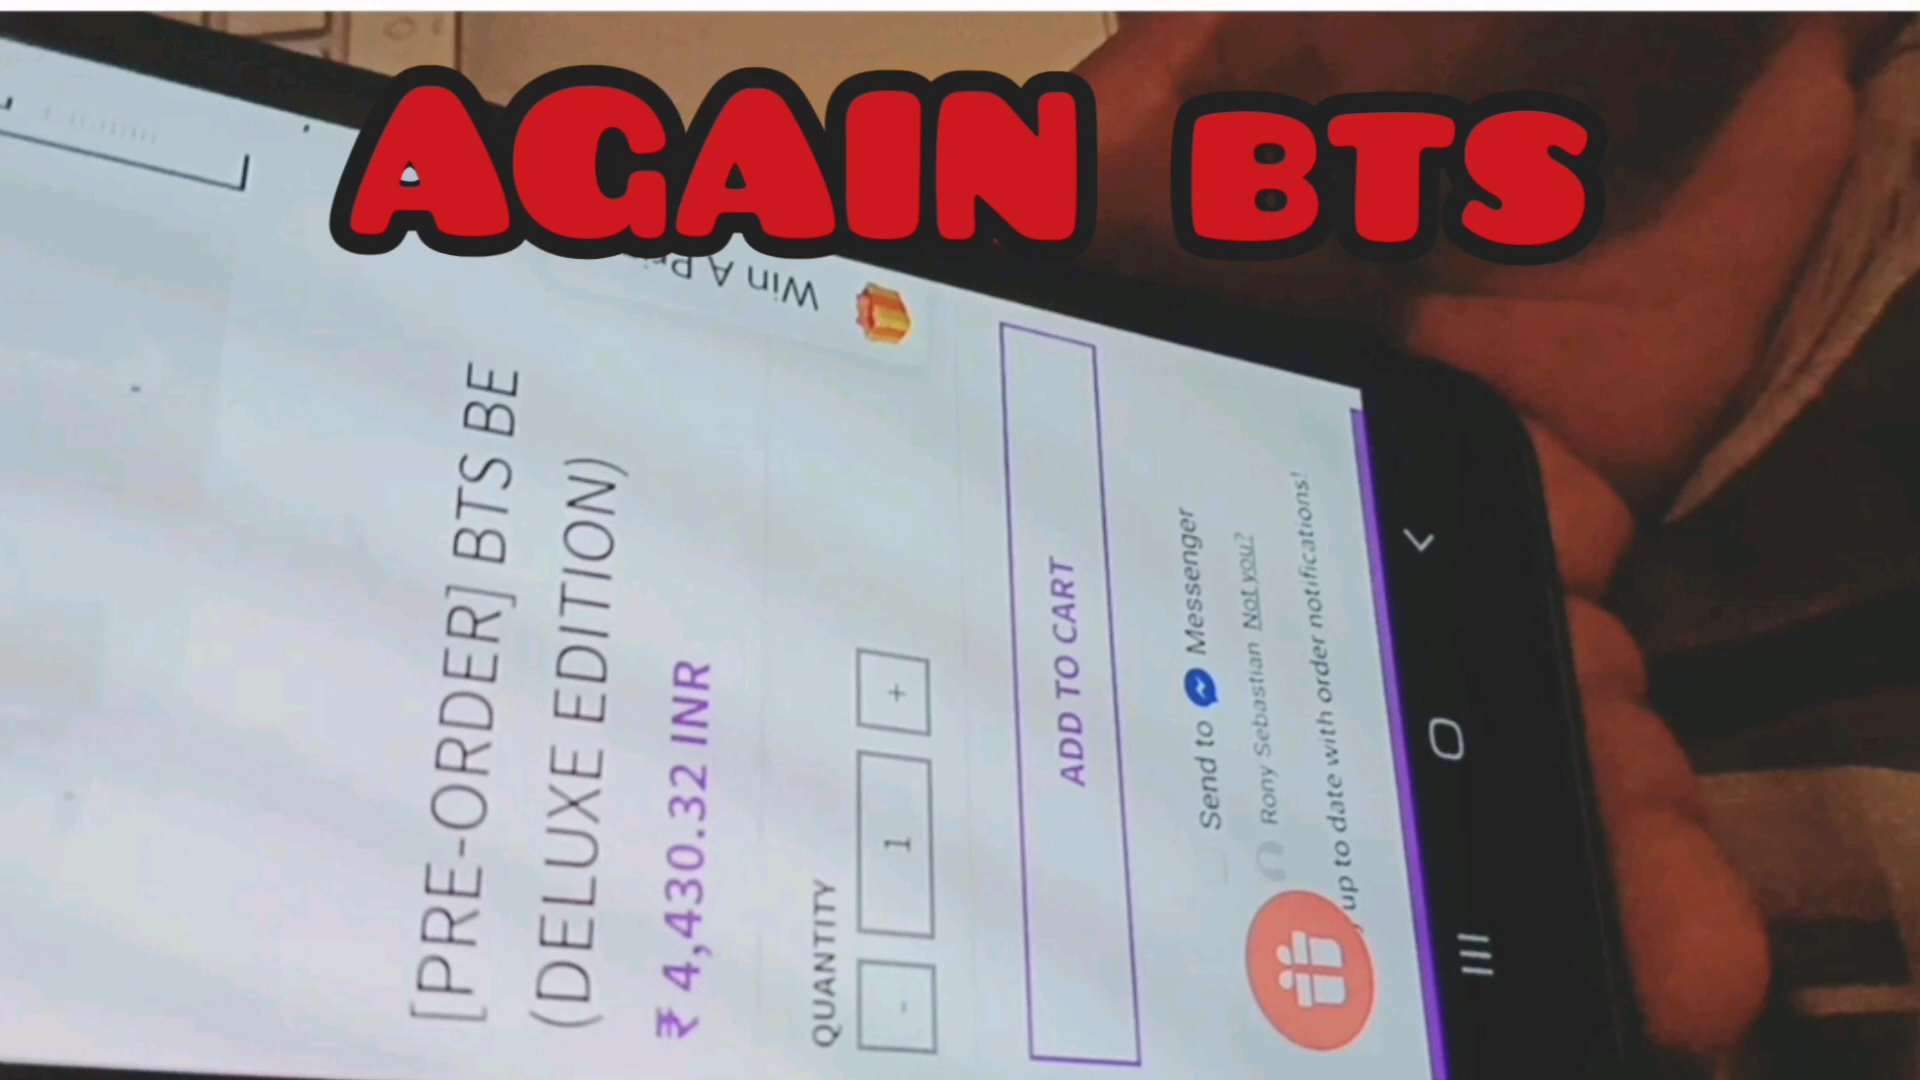 AGAIN BTS
Win A
[PRE-ORDER] BTS BE
(DELUXE EDITION)
₹ 4,430.32 INR
QUANTITY
- 1 +
ADD TO CART
Send to Messenger
Rony Sebastian Not you?
up to date with order notifications!